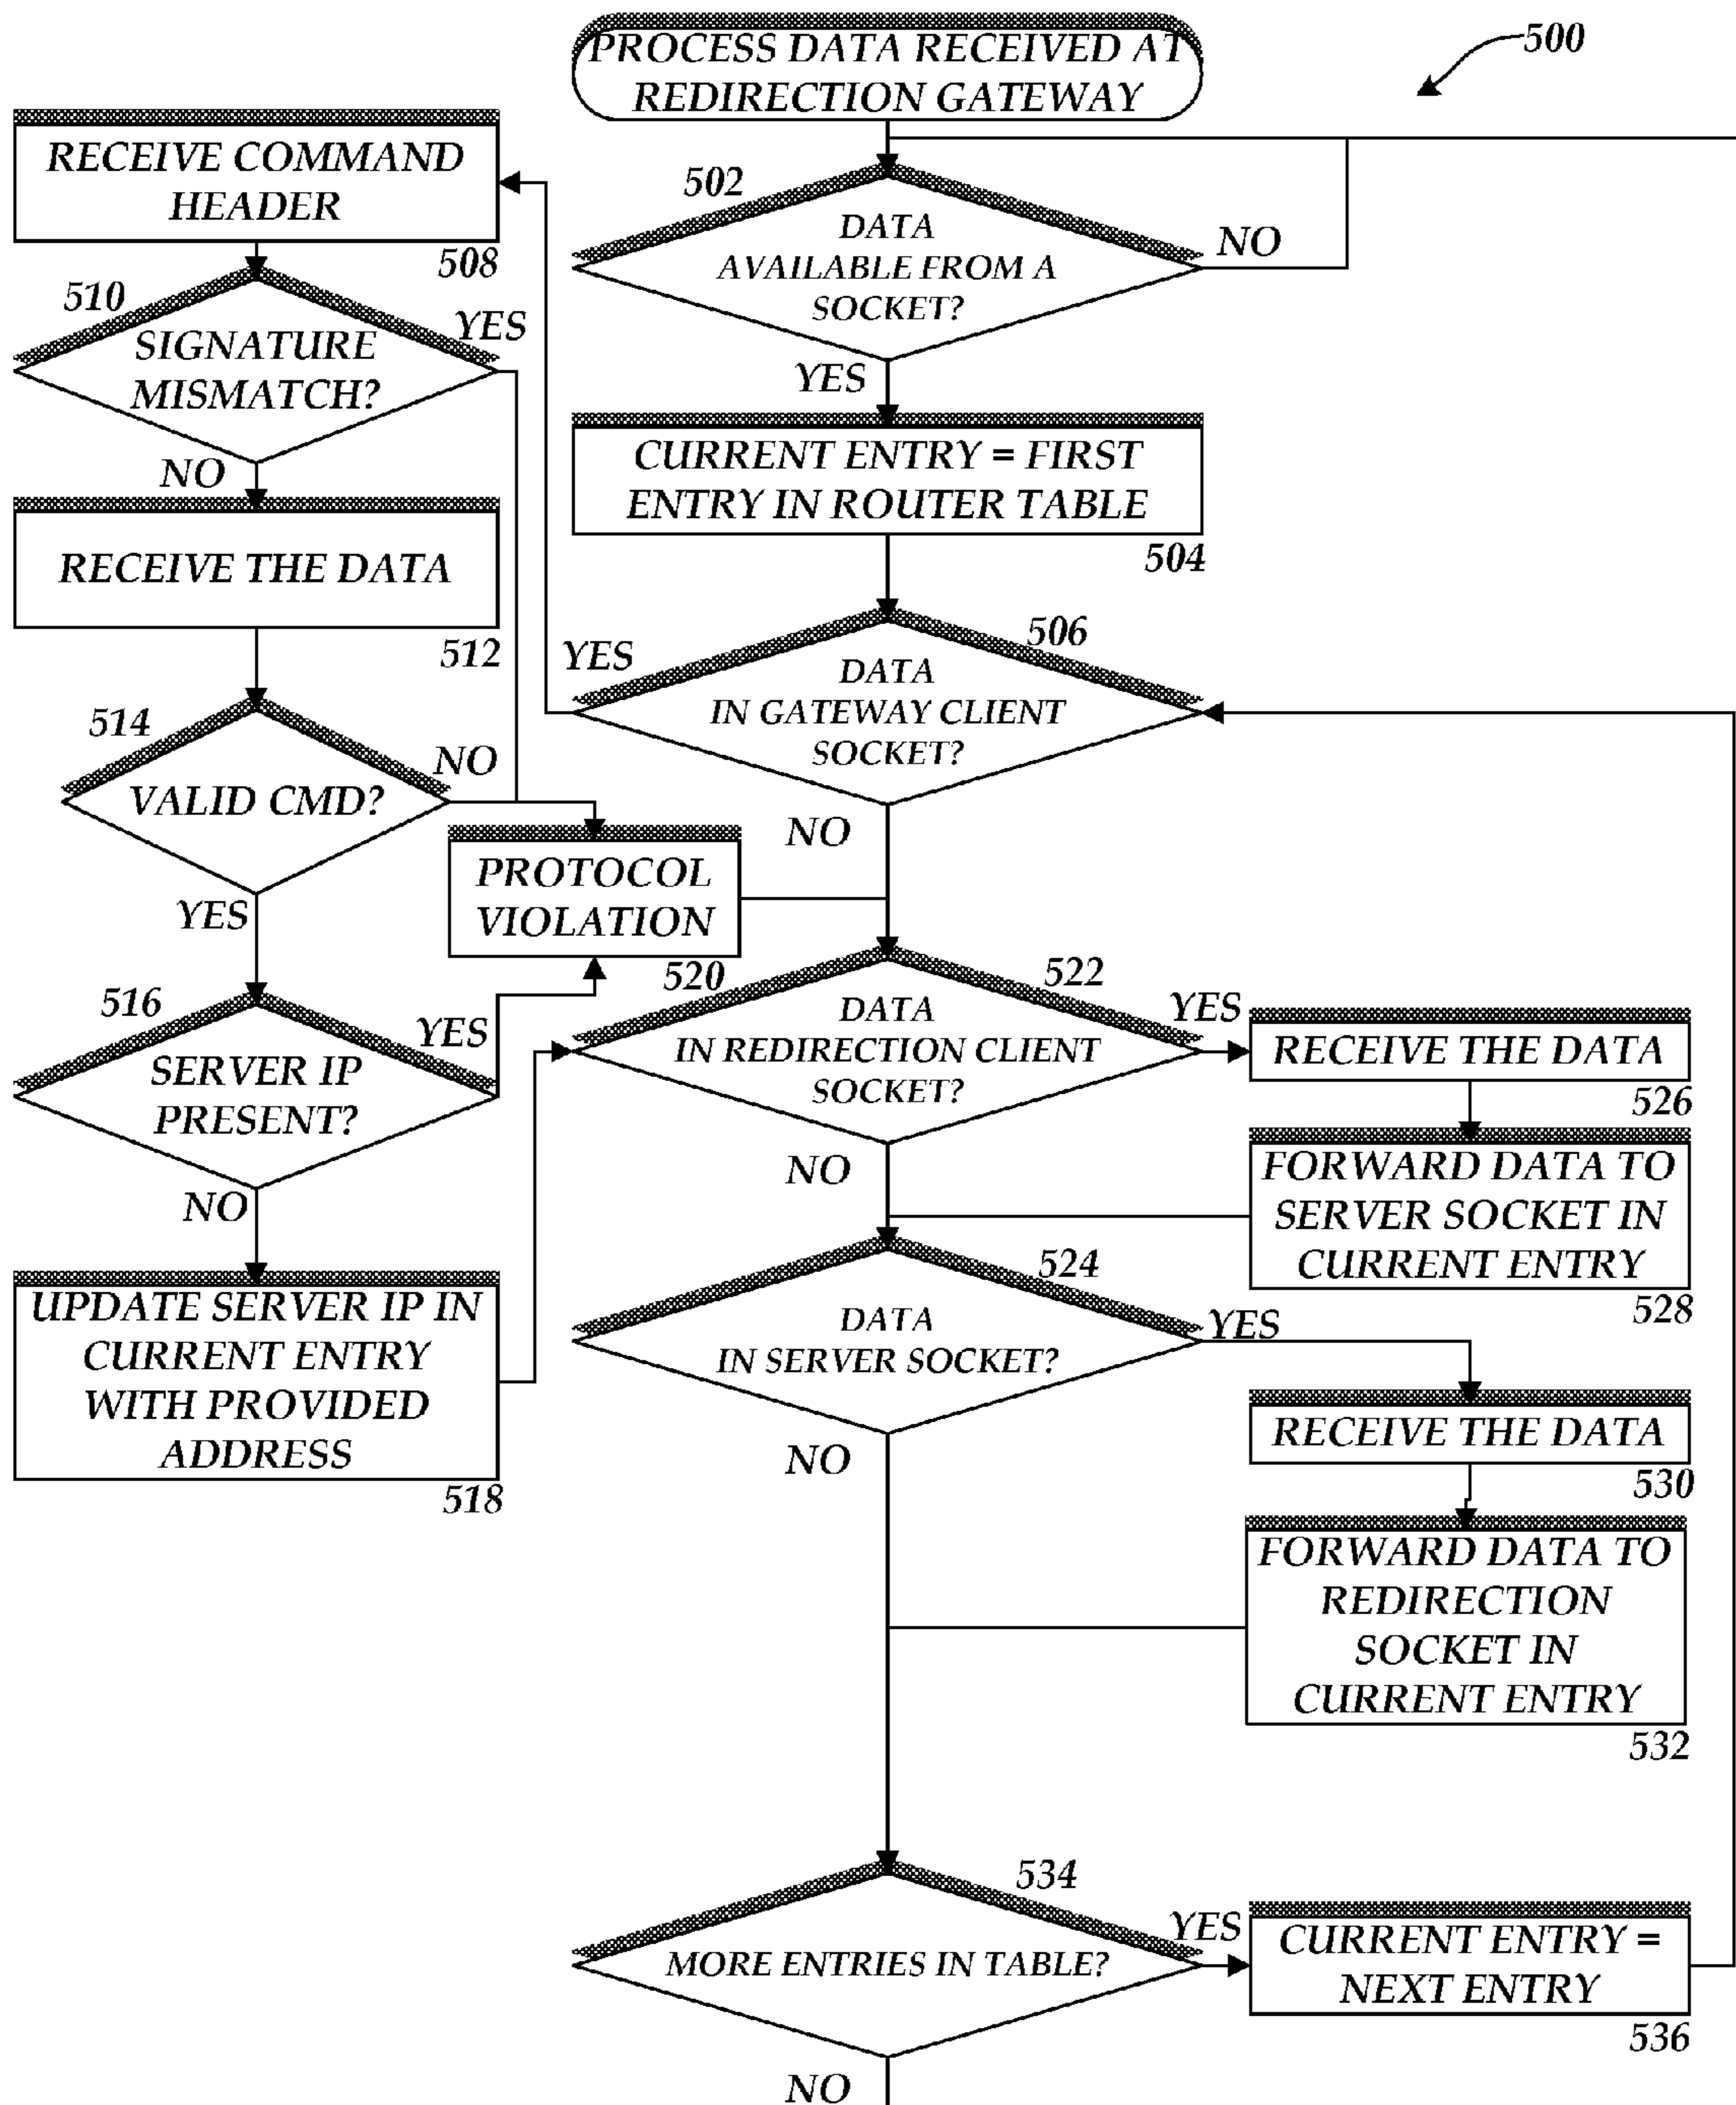 PROCESS DATA RECEIVED AT
REDIRECTION GATEWAY
500
502
DATA
AVAILABLE FROM A
SOCKET?
NO
YES
CURRENT ENTRY = FIRST
ENTRY IN ROUTER TABLE
504
506
DATA
IN GATEWAY CLIENT
SOCKET?
YES
NO
RECEIVE COMMAND
HEADER
508
510
SIGNATURE
MISMATCH?
YES
NO
RECEIVE THE DATA
512
514
VALID CMD?
NO
YES
516
SERVER IP
PRESENT?
YES
NO
UPDATE SERVER IP IN
CURRENT ENTRY
WITH PROVIDED
ADDRESS
518
PROTOCOL
VIOLATION
520
522
DATA
IN REDIRECTION CLIENT
SOCKET?
YES
NO
RECEIVE THE DATA
526
FORWARD DATA TO
SERVER SOCKET IN
CURRENT ENTRY
528
524
DATA
IN SERVER SOCKET?
YES
NO
RECEIVE THE DATA
530
FORWARD DATA TO
REDIRECTION
SOCKET IN
CURRENT ENTRY
532
534
MORE ENTRIES IN TABLE?
YES
NO
CURRENT ENTRY =
NEXT ENTRY
536